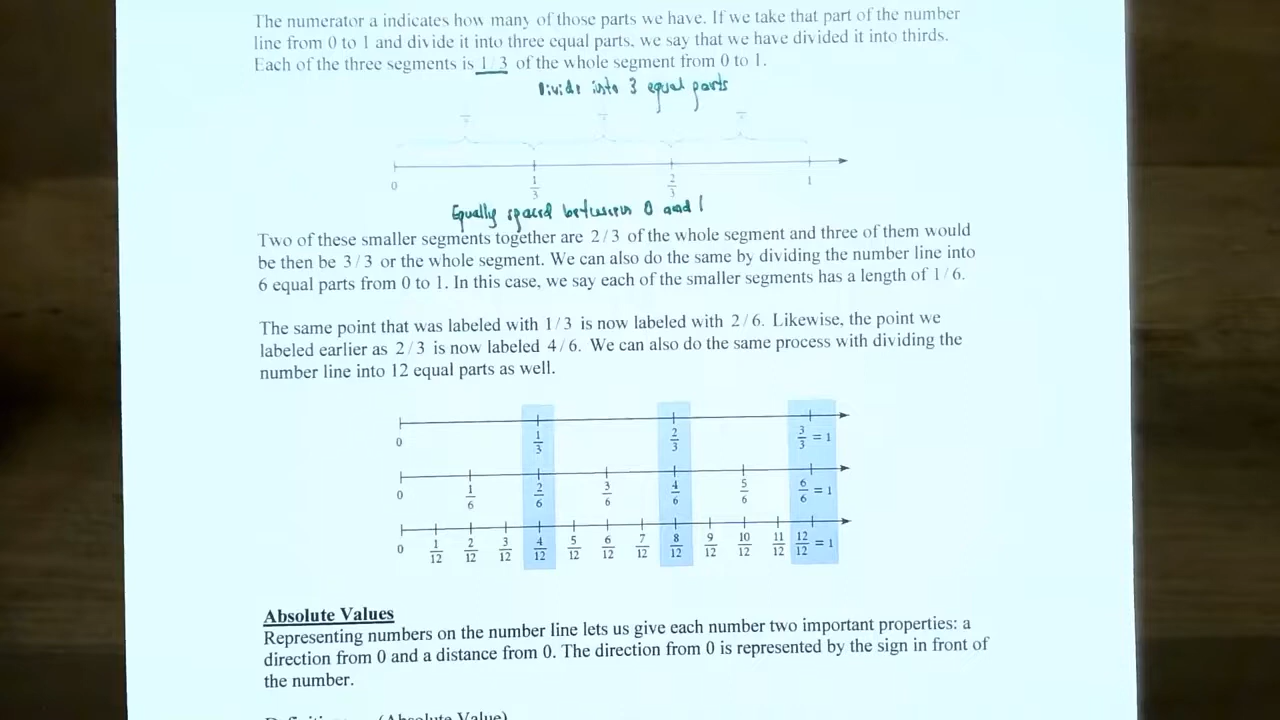 The numerator a indicates how many of those parts we have. If we take that part of the number
line from 0 to 1 and divide it into three equal parts, we say that we have divided it into thirds.
Each of the three segments is 1/3 of the whole segment from 0 to 1.
Divide into 3 equal parts
0 1/3 2/3 1
Equally spaced between 0 and 1
Two of these smaller segments together are 2/3 of the whole segment and three of them would
be then be 3/3 or the whole segment. We can also do the same by dividing the number line into
6 equal parts from 0 to 1. In this case, we say each of the smaller segments has a length of 1/6.
The same point that was labeled with 1/3 is now labeled with 2/6. Likewise, the point we
labeled earlier as 2/3 is now labeled 4/6. We can also do the same process with dividing the
number line into 12 equal parts as well.
0 1/3 2/3 3/3 = 1
0 1/6 2/6 3/6 4/6 5/6 6/6 = 1
0 1/12 2/12 3/12 4/12 5/12 6/12 7/12 8/12 9/12 10/12 11/12 12/12 = 1
Absolute Values
Representing numbers on the number line lets us give each number two important properties: a
direction from 0 and a distance from 0. The direction from 0 is represented by the sign in front of
the number.
(Absolute Value)